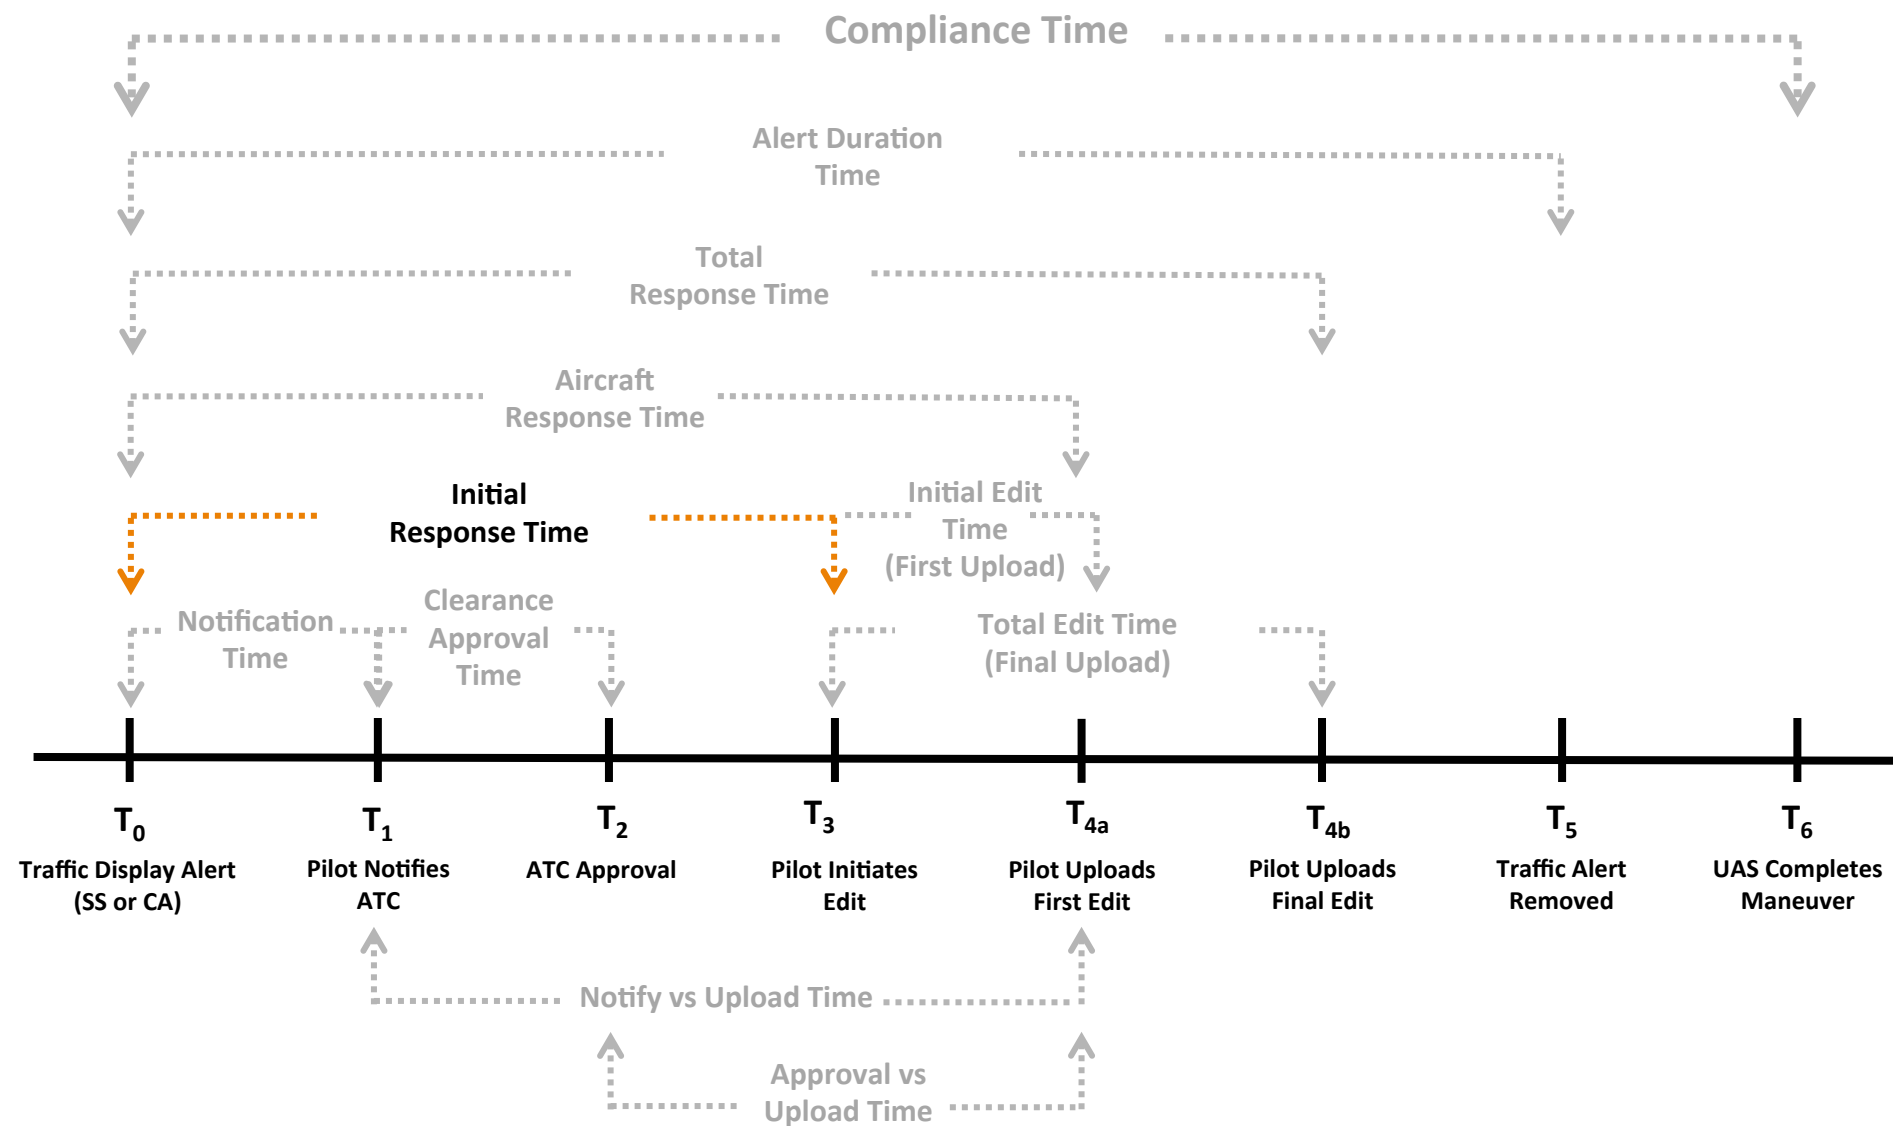 Compliance Time
Alert Duration
Time
Total
Response Time
Aircraft
Response Time
Initial
Response Time
Initial Edit
Time
(First Upload)
Notification
Time
Clearance
Approval
Time
Total Edit Time
(Final Upload)
T0
T1
T2
T3
T4a
T4b
T5
T6
Traffic Display Alert
(SS or CA)
Pilot Notifies
ATC
ATC Approval
Pilot Initiates
Edit
Pilot Uploads
First Edit
Pilot Uploads
Final Edit
Traffic Alert
Removed
UAS Completes
Maneuver
Notify vs Upload Time
Approval vs
Upload Time